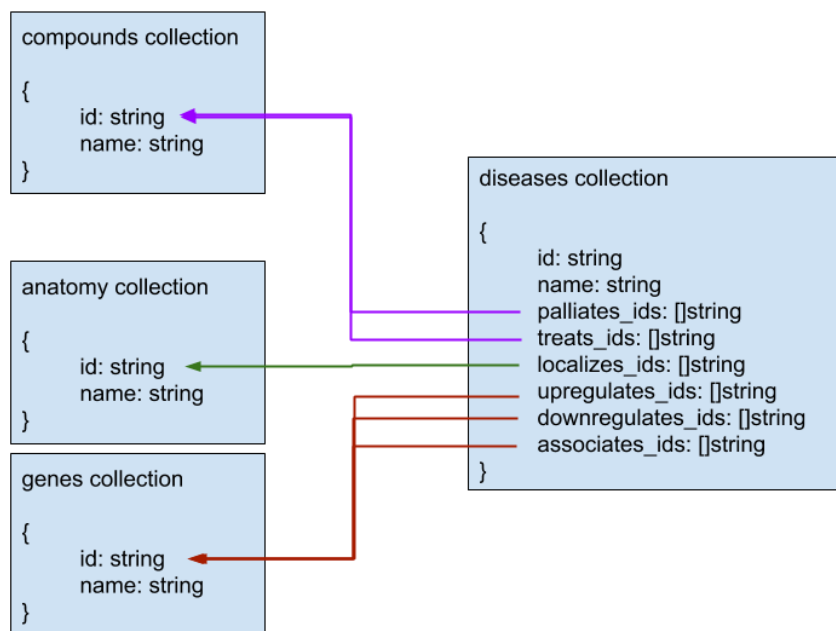 compounds collection
{
id: string
name: string
}
anatomy collection
{
id: string
name: string
}
genes collection
{
id: string
name: string
}
diseases collection
{
id: string
name: string
palliates_ids: []string
treats_ids: []string
localizes_ids: []string
upregulates_ids: []string
downregulates_ids: []string
associates_ids: []string
}